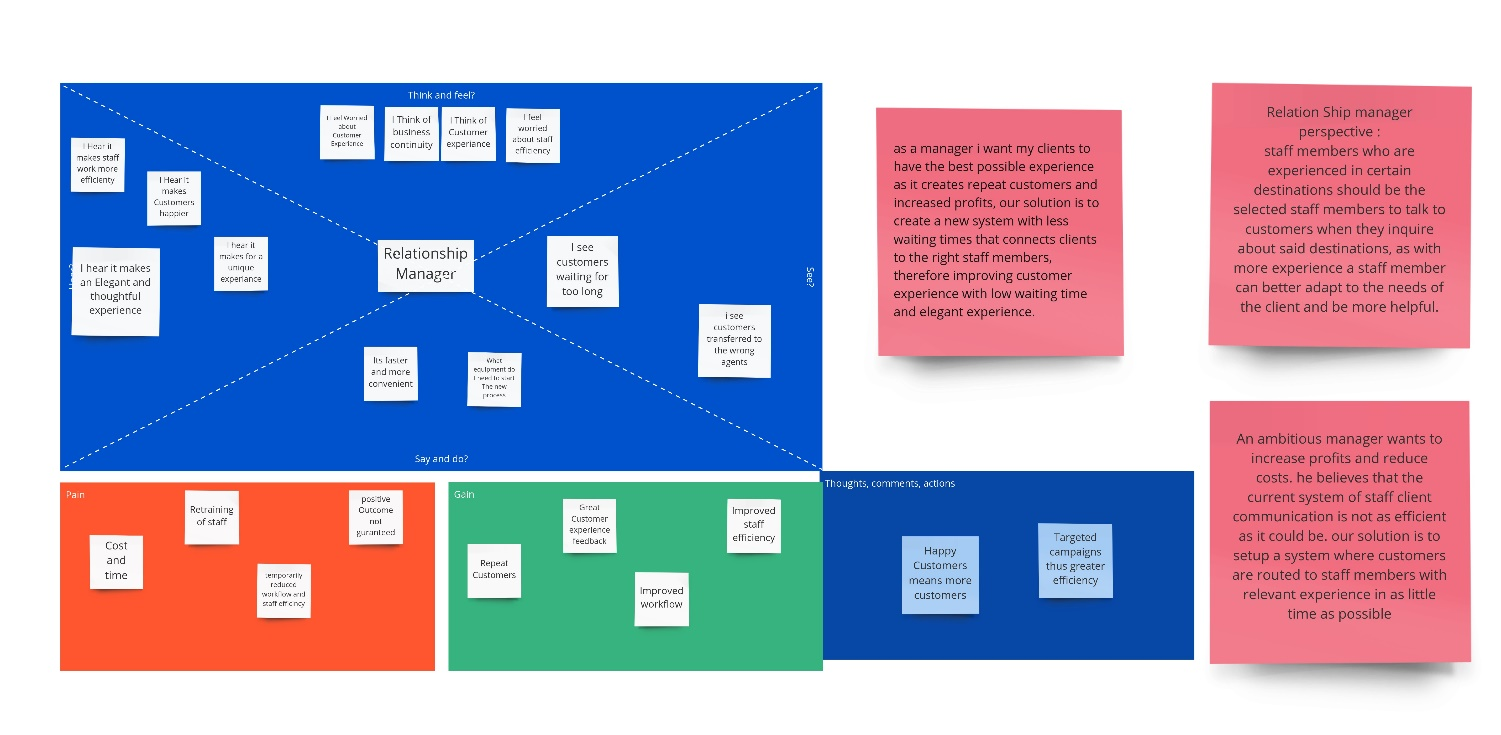 Think and feel?
I Feel Worried
about
Customer
Experiance
I Think of
business
continuity
I Think of
Customer
experiance
I feel
worried
about staff
efficiency
I Hear it
makes staff
work more
efficienty
I Hear it
makes
Customers
happier
I hear it
makes for a
unique
experiance
I hear it makes
an Elegant and
thoughtful
experience
Relationship
Manager
I see
customers
waiting for
too long
See?
i see
customers
transferred to
the wrong
agents
Its faster
and more
convenient
What
equipment do
I need to start
The new
process
Say and do?
Pain
Cost
and
time
Retraining
of staff
temporarily
reduced
workflow and
staff efficincy
positive
Outcome
not
guranteed
Gain
Repeat
Customers
Great
Customer
experience
feedback
Improved
workflow
Improved
staff
efficiency
Thoughts, comments, actions
Happy
Customers
means more
customers
Targeted
campaigns
thus greater
efficiency
as a manager i want my clients to
have the best possible experience
as it creates repeat customers and
increased profits, our solution is to
create a new system with less
waiting times that connects clients
to the right staff members,
therefore improving customer
experience with low waiting time
and elegant experience.
Relation Ship manager
perspective :
staff members who are
experienced in certain
destinations should be the
selected staff members to talk to
customers when they inquire
about said destinations, as with
more experience a staff member
can better adapt to the needs of
the client and be more helpful.
An ambitious manager wants to
increase profits and reduce
costs. he believes that the
current system of staff client
communication is not as efficient
as it could be. our solution is to
setup a system where customers
are routed to staff members with
relevant experience in as little
time as possible